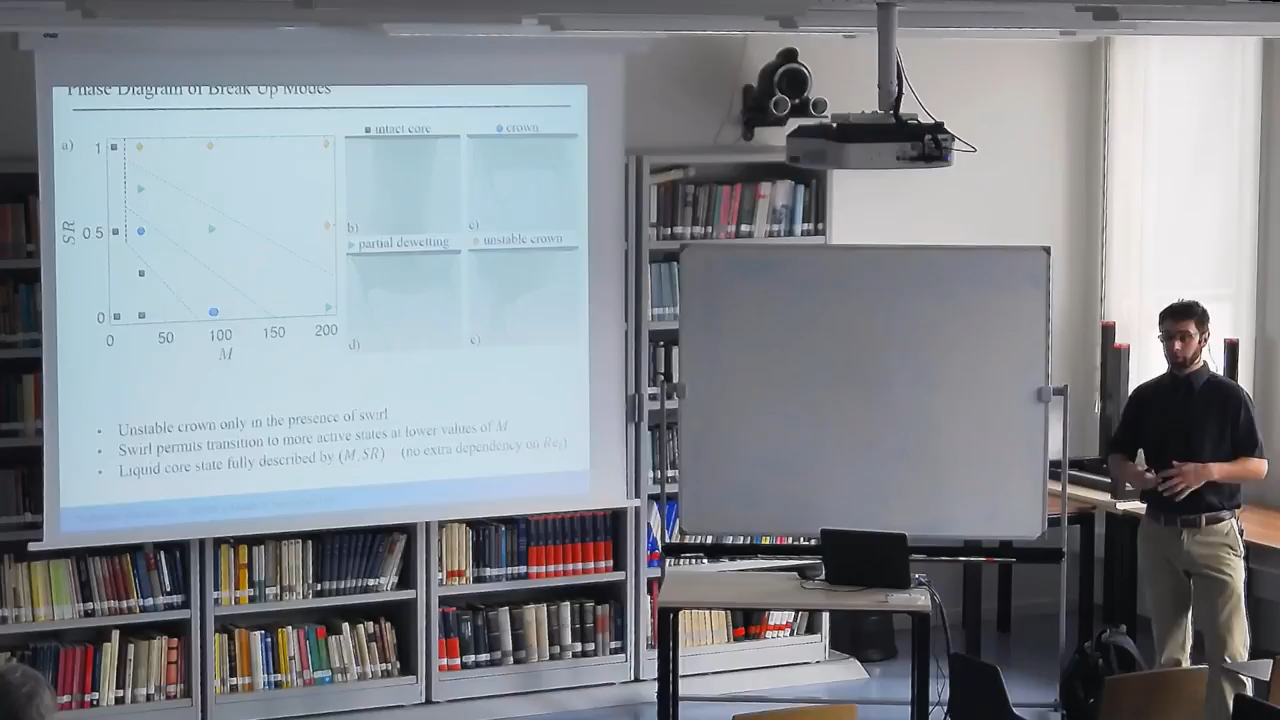 Phase Diagram of Break Up Modes
a)
1
0.5
0
SR
0
50
100
150
200
M
intact core
crown
b)
c)
partial dewetting
unstable crown
d)
e)
• Unstable crown only in the presence of swirl
• Swirl permits transition to more active states at lower values of M
• Liquid core state fully described by (M, SR) (no extra dependency on Re